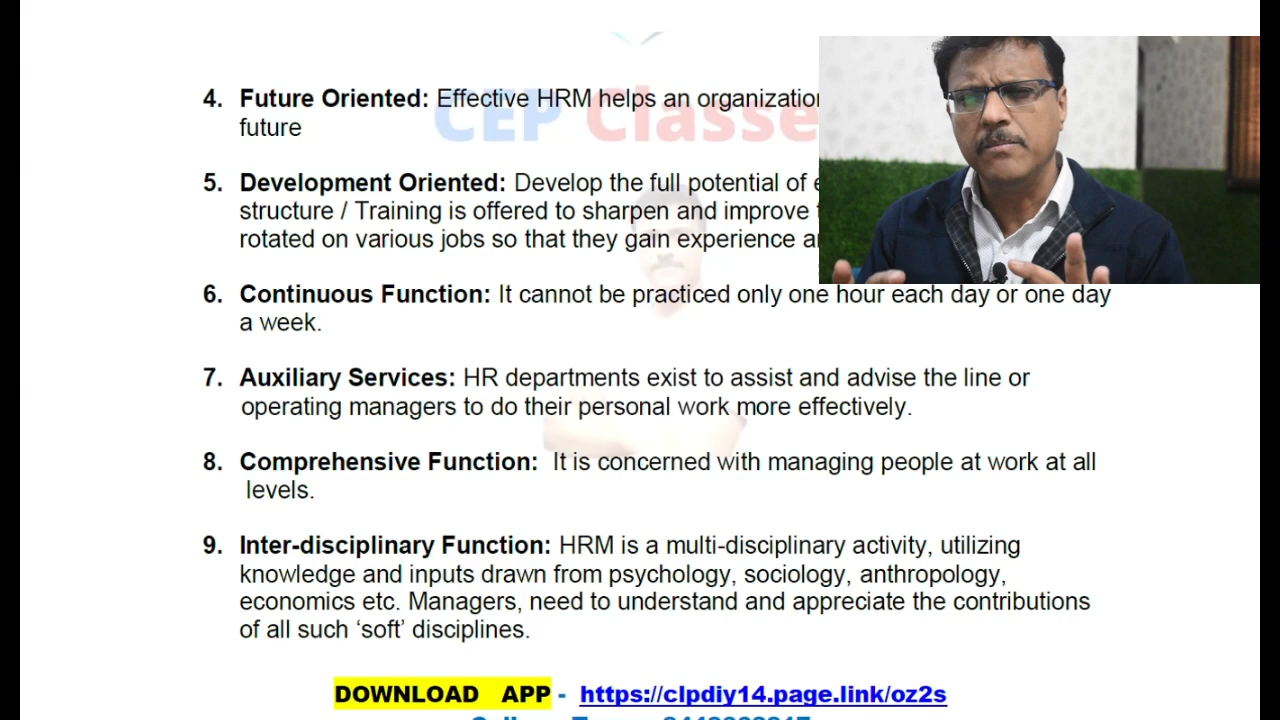 4. Future Oriented: Effective HRM helps an organization
future
CEP Classe
5. Development Oriented: Develop the full potential of
structure / Training is offered to sharpen and improve
rotated on various jobs so that they gain experience
6. Continuous Function: It cannot be practiced only one hour each day or one day
a week.
7. Auxiliary Services: HR departments exist to assist and advise the line or
operating managers to do their personal work more effectively.
8. Comprehensive Function: It is concerned with managing people at work at all
levels.
9. Inter-disciplinary Function: HRM is a multi-disciplinary activity, utilizing
knowledge and inputs drawn from psychology, sociology, anthropology,
economics etc. Managers, need to understand and appreciate the contributions
of all such ‘soft’ disciplines.
DOWNLOAD APP - https://clpdiy14.page.link/oz2s